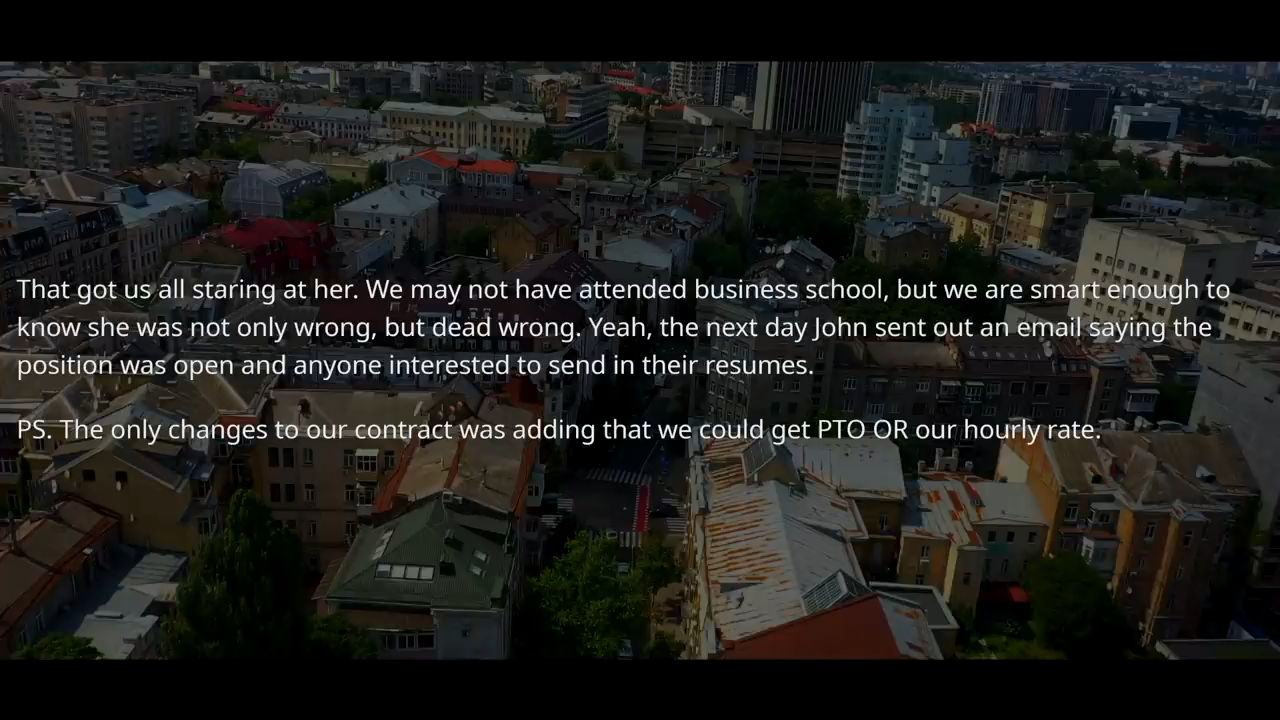 That got us all staring at her. We may not have attended business school, but we are smart enough to
know she was not only wrong, but dead wrong. Yeah, the next day John sent out an email saying the
position was open and anyone interested to send in their resumes.
PS. The only changes to our contract was adding that we could get PTO OR our hourly rate.